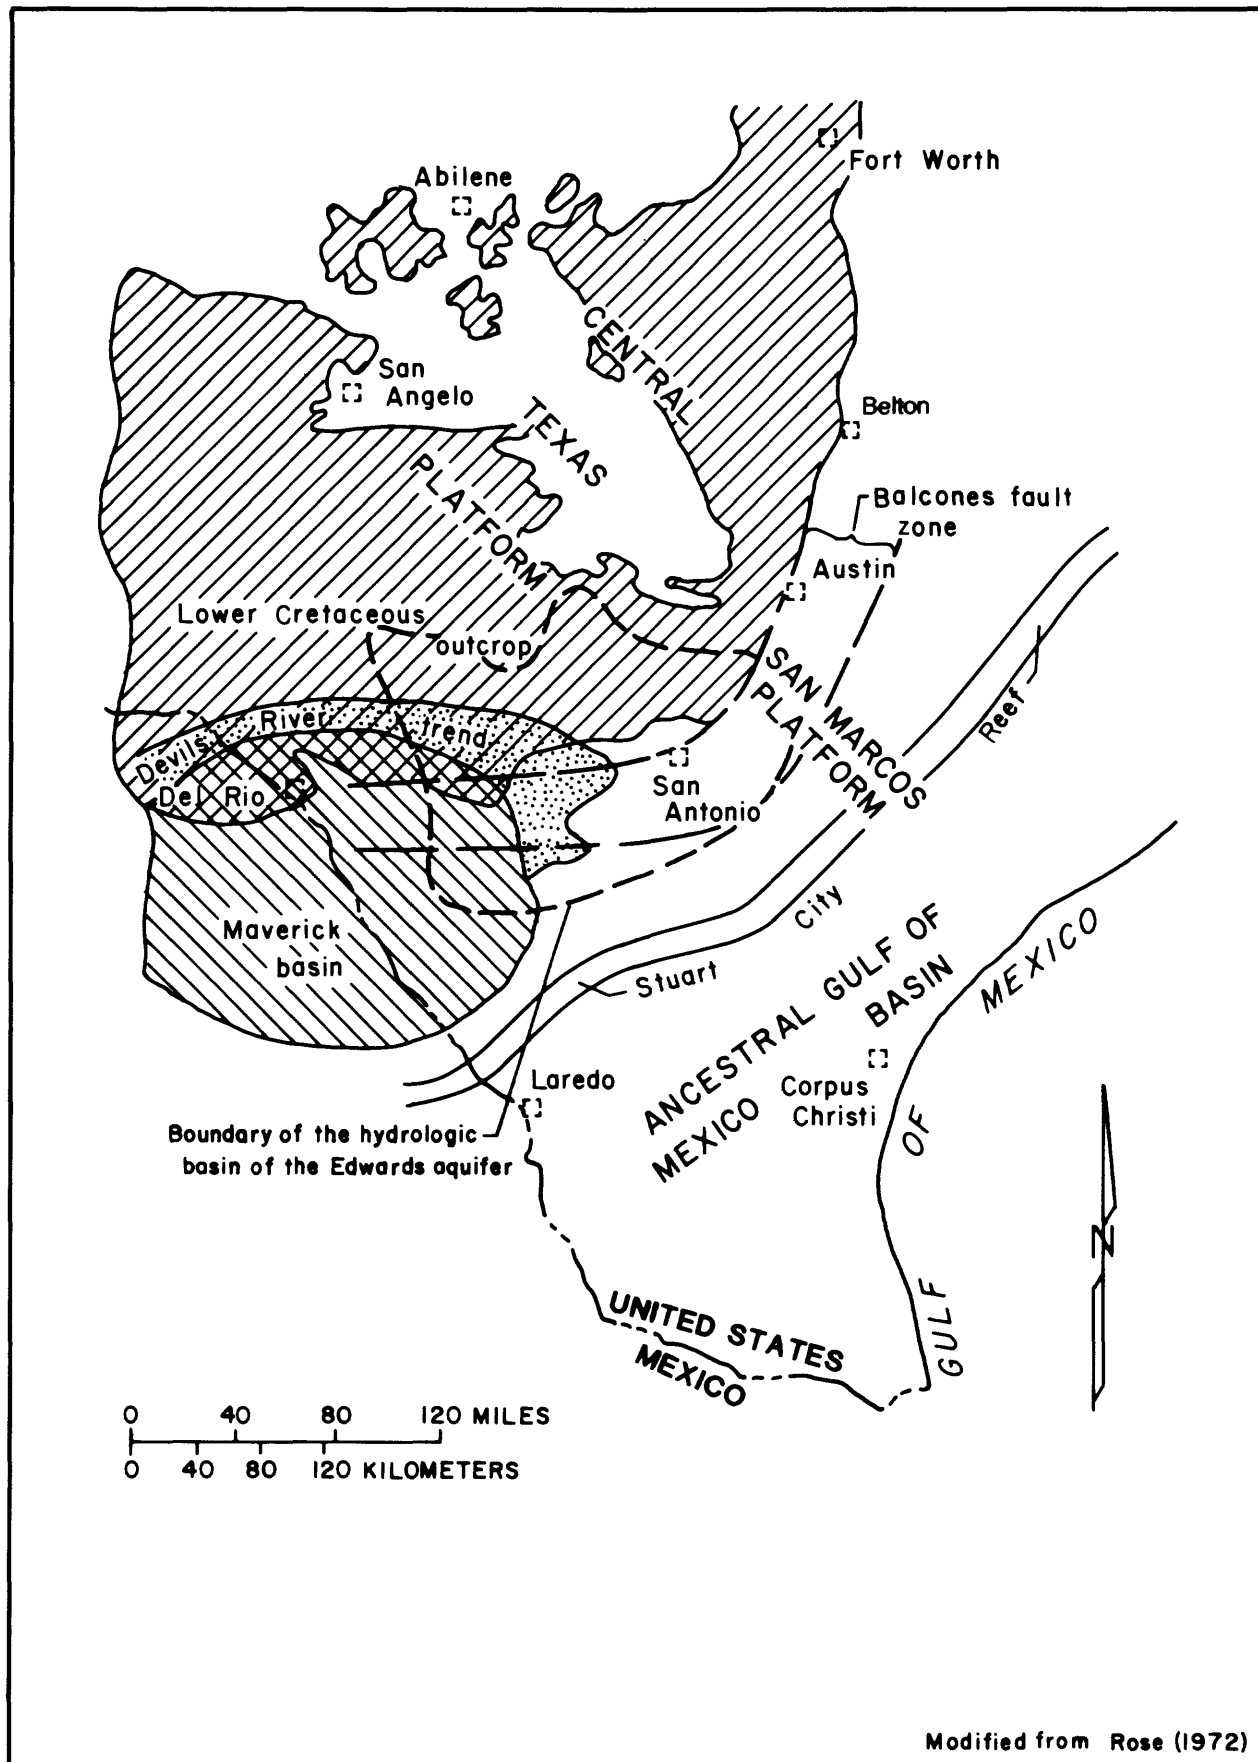 Fort Worth
Abilene
CENTRAL
San
Angelo
TEXAS
Belton
PLATFORM
Balcones fault
zone
Austin
Lower Cretaceous
outcrop
SAN MARCOS
PLATFORM
Reef
Devils River trend
Del Rio
San
Antonio
Maverick
basin
City
Stuart
ANCESTRAL GULF OF
MEXICO BASIN
GULF OF MEXICO
Corpus
Christi
Laredo
Boundary of the hydrologic
basin of the Edwards aquifer
N
UNITED STATES
MEXICO
0 40 80 120 MILES
0 40 80 120 KILOMETERS
Modified from Rose (1972)